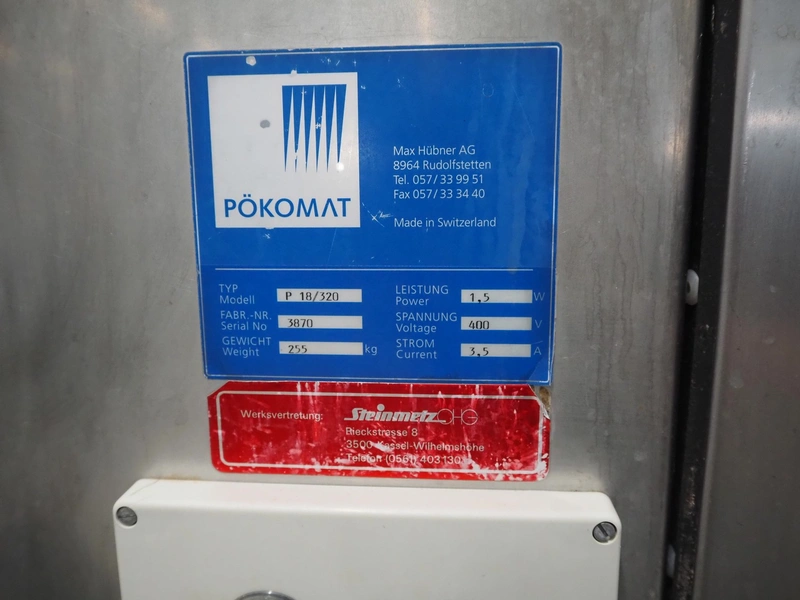 PÖKOMAT
Max Hübner AG
8964 Rudolfstetten
Tel. 057/33 99 51
Fax 057/33 34 40
Made in Switzerland
TYP
Modell P 18/320
FABR.-NR.
Serial No 3870
GEWICHT
Weight 255 kg
LEISTUNG
Power 1,5 W
SPANNUNG
Voltage 400 V
STROM
Current 3,5 A
Werksvertretung: Steinmetz OHG
Rieckstrasse 8
3500 Kassel-Wilhelmshöhe
Telefon (0561) 403130